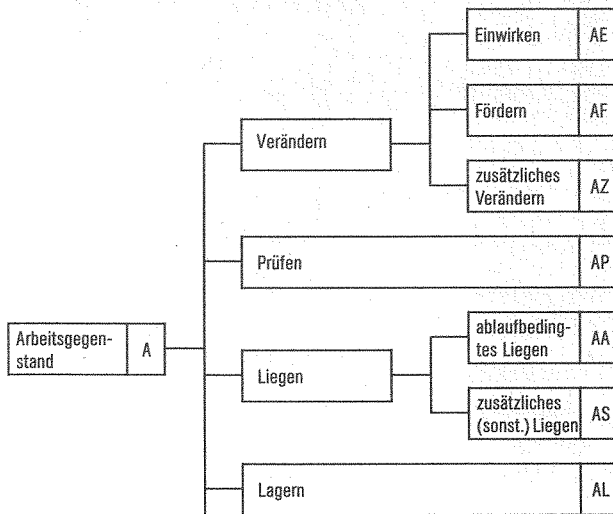 Einwirken AE
Fördern AF
Verändern
zusätzliches
Verändern AZ
Prüfen AP
Arbeitsgegen-
stand A
ablaufbeding-
tes Liegen AA
Liegen
zusätzliches
(sonst.) Liegen AS
Lagern AL